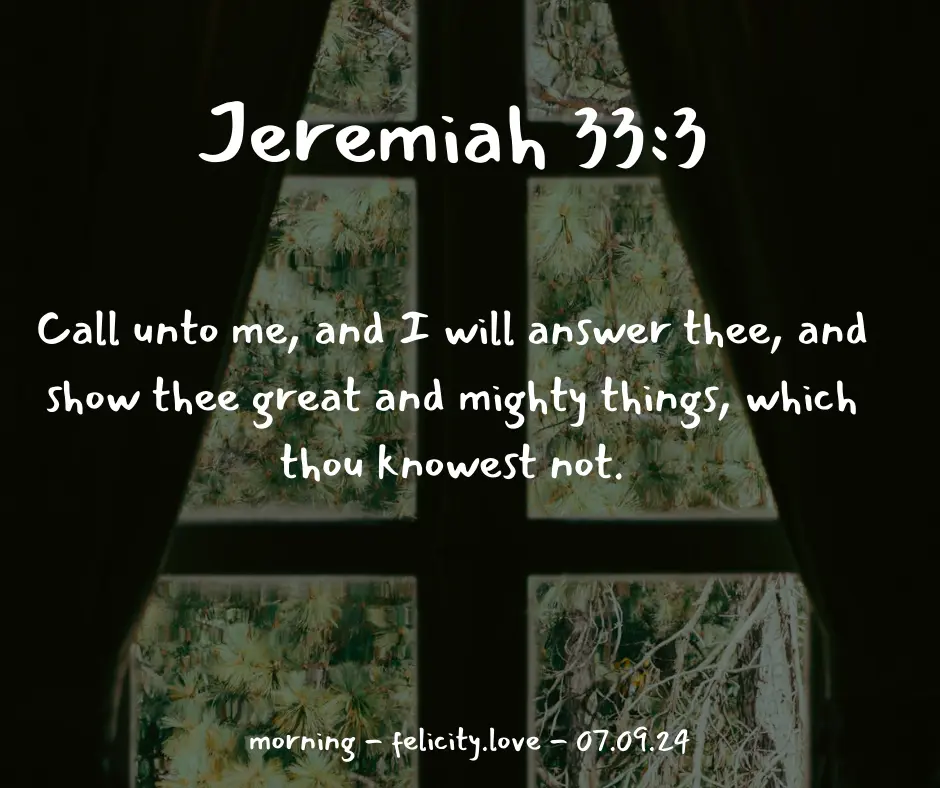 Jeremiah 33:3
Call unto me, and I will answer thee, and
show thee great and mighty things, which
thou knowest not.
morning - felicity.love - 07.09.24